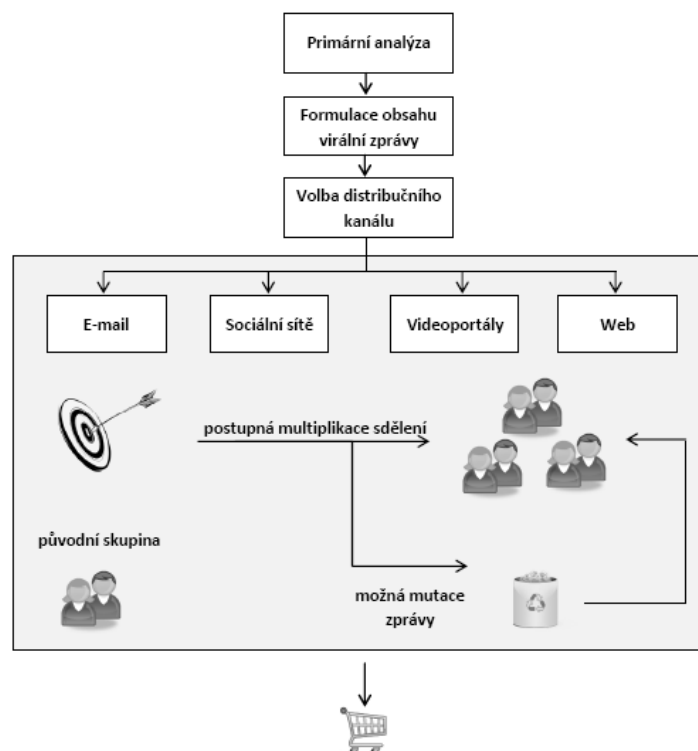 Primární analýza
Formulace obsahu
virální zprávy
Volba distribučního
kanálu
E-mail
Sociální sítě
Videoportály
Web
postupná multiplikace sdělení
původní skupina
možná mutace
zprávy